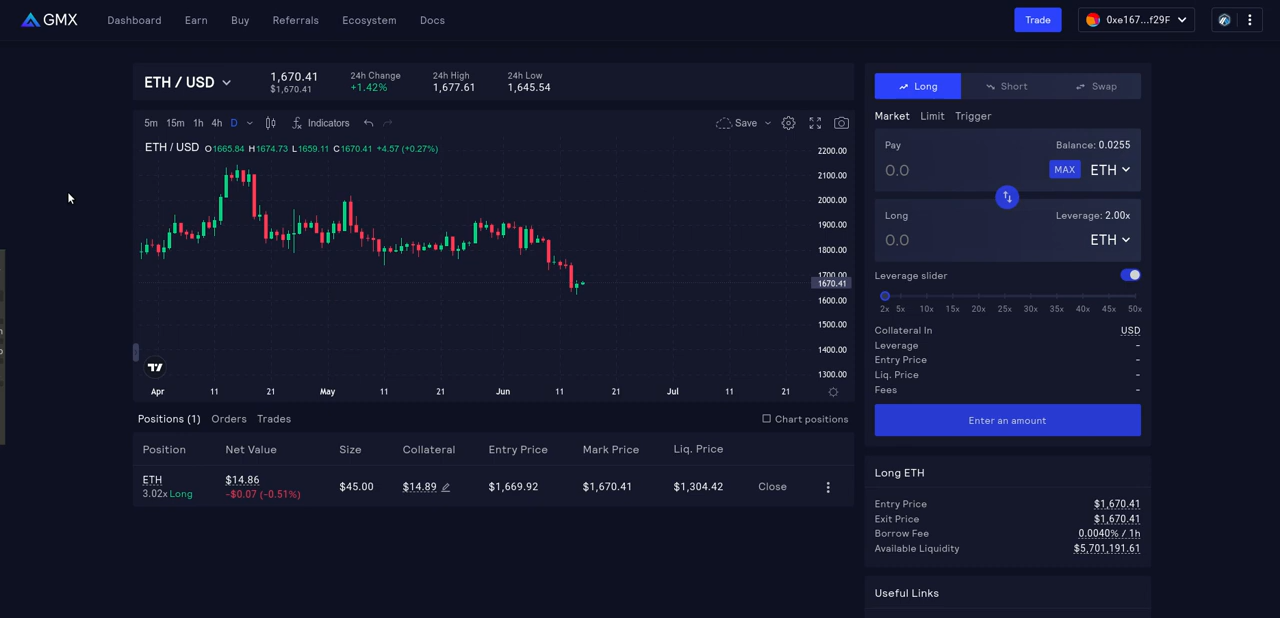 GMX
Dashboard
Earn
Buy
Referrals
Ecosystem
Docs
Trade
0xe167...f29F
ETH / USD
1,670.41
$1,670.41
24h Change
+1.42%
24h High
1,677.61
24h Low
1,645.54
5m 15m 1h 4h D
Indicators
Save
ETH / USD O1665.84 H1674.73 L1659.11 C1670.41 +4.57 (+0.27%)
2200.00
2100.00
2000.00
1900.00
1800.00
1700.00
1670.41
1600.00
1500.00
1400.00
1300.00
Apr 11 21 May 11 21 Jun 11 21 Jul 11 21
Positions (1) Orders Trades
Chart positions
Position Net Value Size Collateral Entry Price Mark Price Liq. Price
ETH
3.02x Long
$14.86
-$0.07 (-0.51%)
$45.00
$14.89
$1,669.92
$1,670.41
$1,304.42
Close
Long
Short
Swap
Market Limit Trigger
Pay
Balance: 0.0255
0.0
MAX
ETH
Long
Leverage: 2.00x
0.0
ETH
Leverage slider
2x 5x 10x 15x 20x 25x 30x 35x 40x 45x 50x
Collateral In USD
Leverage -
Entry Price -
Liq. Price -
Fees -
Enter an amount
Long ETH
Entry Price $1,670.41
Exit Price $1,670.41
Borrow Fee 0.0040% / 1h
Available Liquidity $5,701,191.61
Useful Links